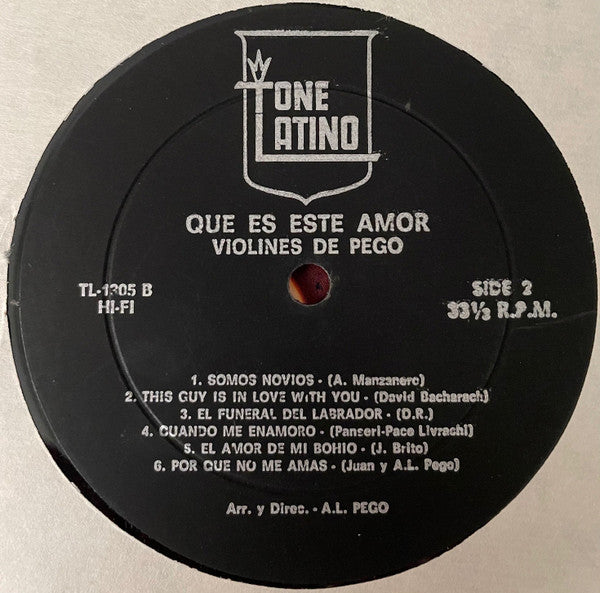 TONE
LATINO
QUE ES ESTE AMOR
VIOLINES DE PEGO
TL-1305 B
HI-FI
SIDE 2
33⅓ R.P.M.
1. SOMOS NOVIOS - (A. Manzanero)
2. THIS GUY IS IN LOVE WITH YOU - (David Bacharach)
3. EL FUNERAL DEL LABRADOR - (D.R.)
4. CUANDO ME ENAMORO - (Panseri-Pace Livrachi)
5. EL AMOR DE MI BOHIO - (J. Brito)
6. POR QUE NO ME AMAS - (Juan y A.L. Pego)
Arr. y Direc. - A.L. PEGO